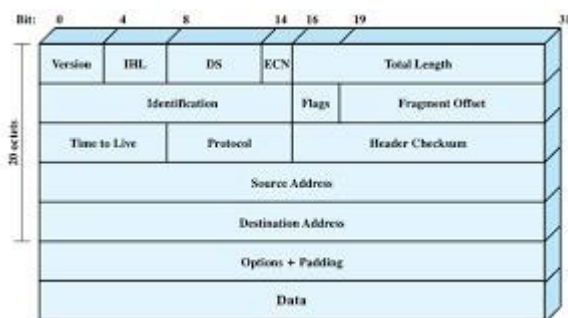 Bit: 0 4 8 14 16 19 31
Version IHL DS ECN Total Length
Identification Flags Fragment Offset
Time to Live Protocol Header Checksum
Source Address
Destination Address
Options + Padding
Data
20 octets